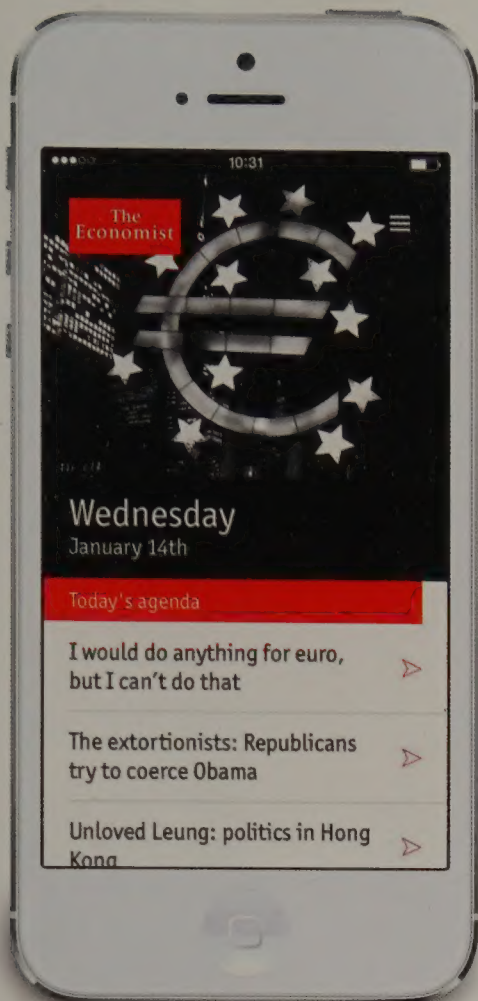 10:31
The
Economist
Wednesday
January 14th
Today's agenda
I would do anything for euro,
but I can't do that
The extortionists: Republicans
try to coerce Obama
Unloved Leung: politics in Hong
Kong